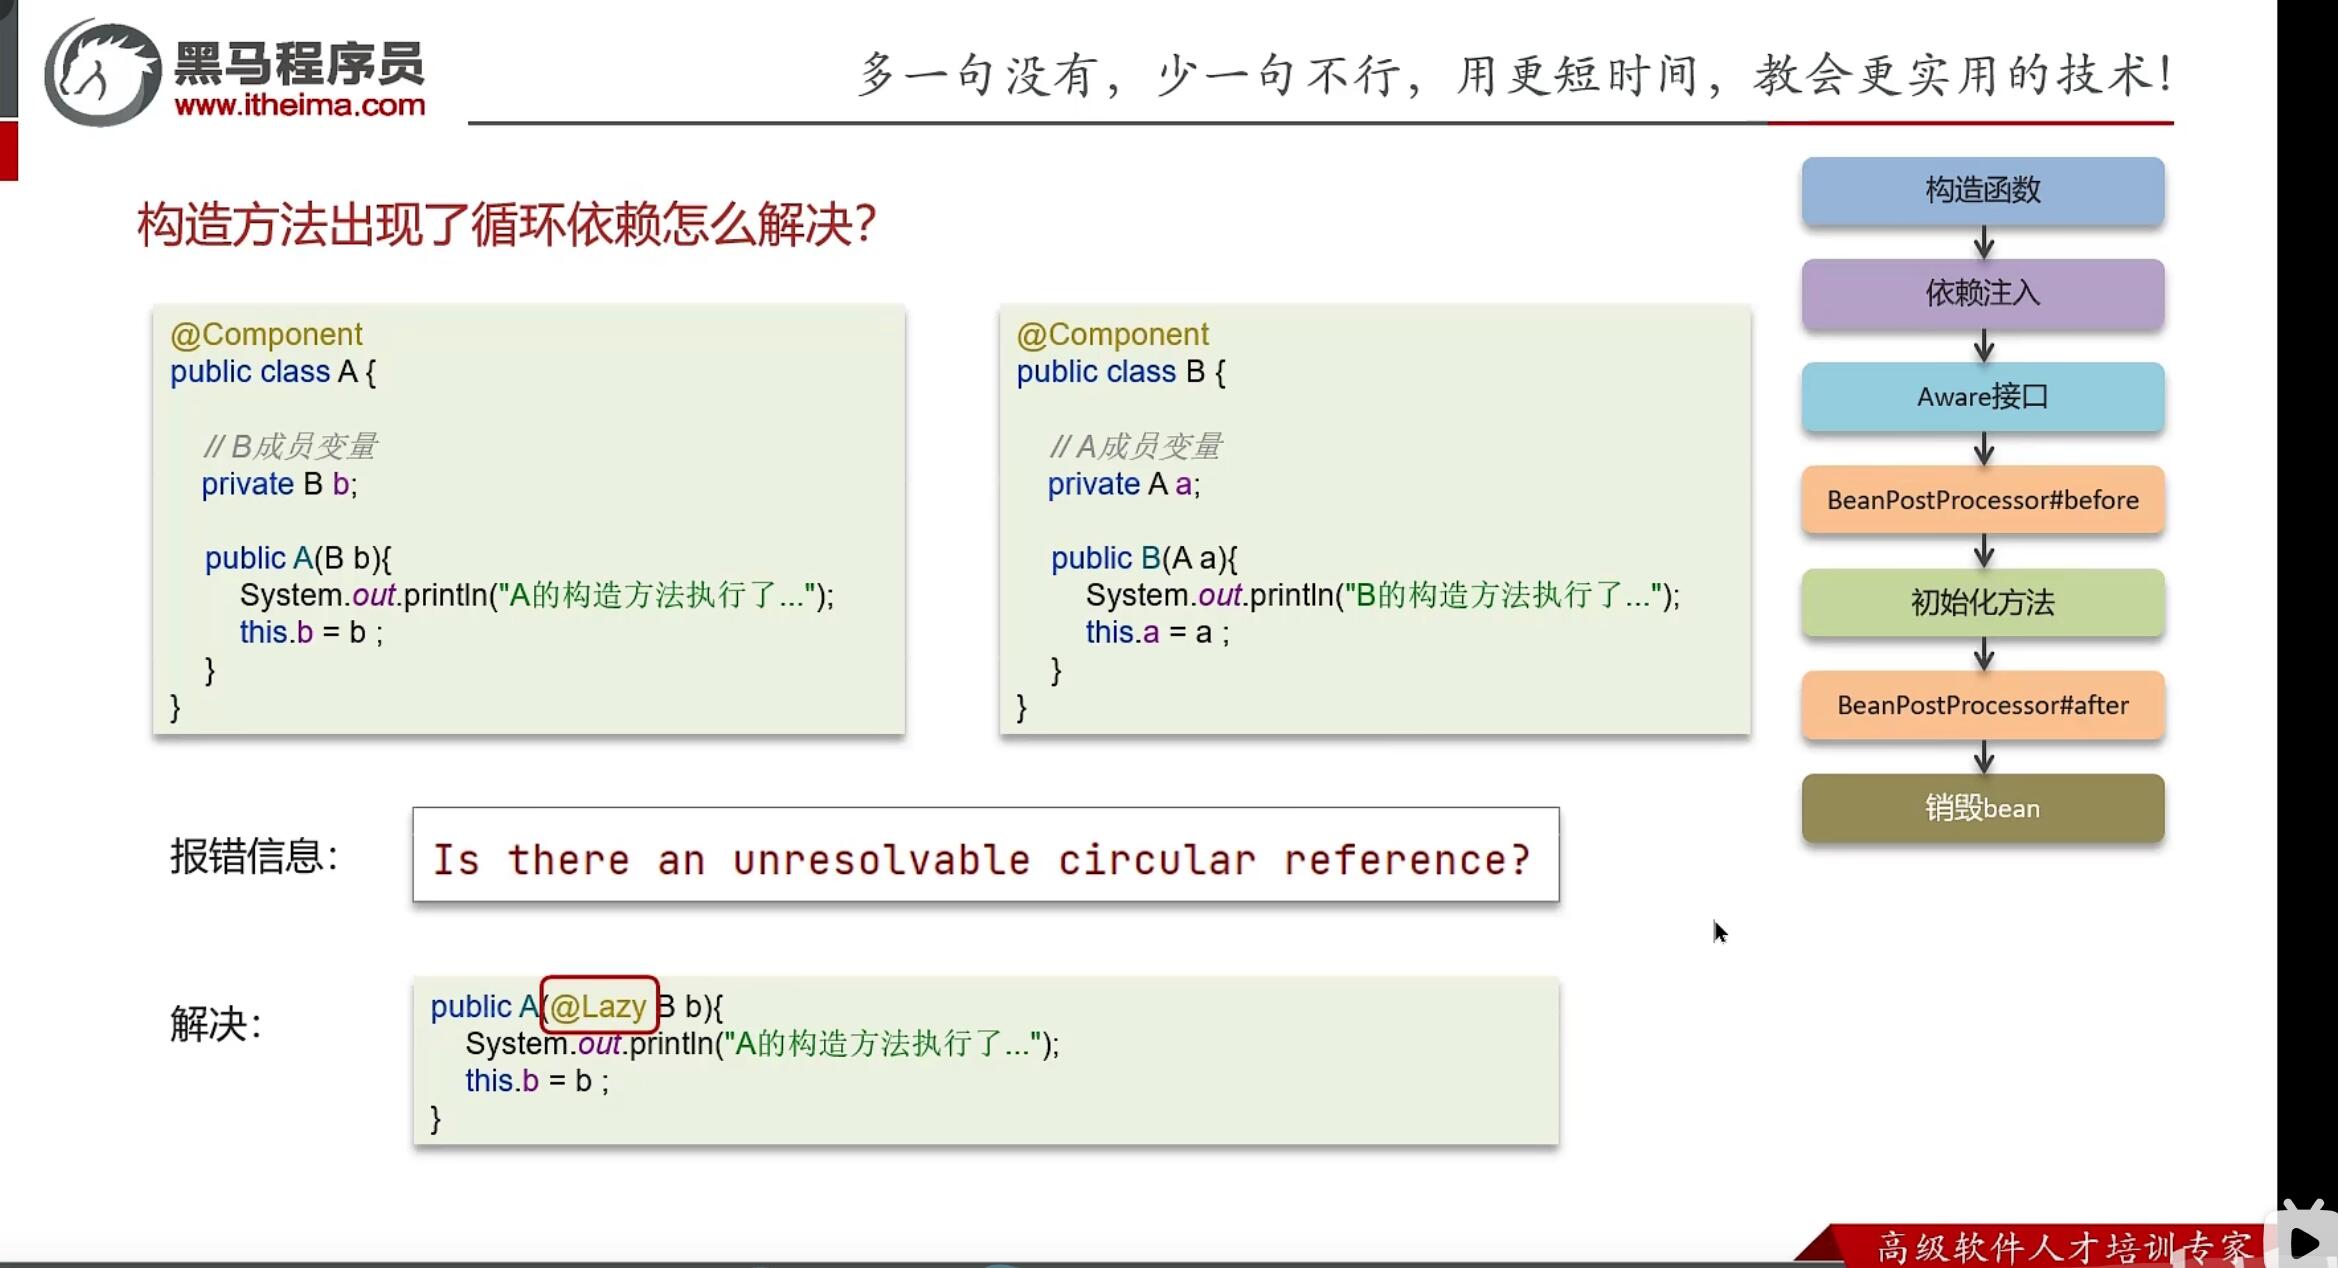 黑马程序员
www.itheima.com
多一句没有，少一句不行，用更短时间，教会更实用的技术！
构造方法出现了循环依赖怎么解决？
@Component
public class A {
// B成员变量
private B b;
public A(B b){
System.out.println("A的构造方法执行了...");
this.b = b ;
}
}
@Component
public class B {
// A成员变量
private A a;
public B(A a){
System.out.println("B的构造方法执行了...");
this.a = a ;
}
}
构造函数
依赖注入
Aware接口
BeanPostProcessor#before
初始化方法
BeanPostProcessor#after
销毁bean
报错信息：
Is there an unresolvable circular reference?
解决：
public A(@Lazy B b){
System.out.println("A的构造方法执行了...");
this.b = b ;
}
高级软件人才培训专家